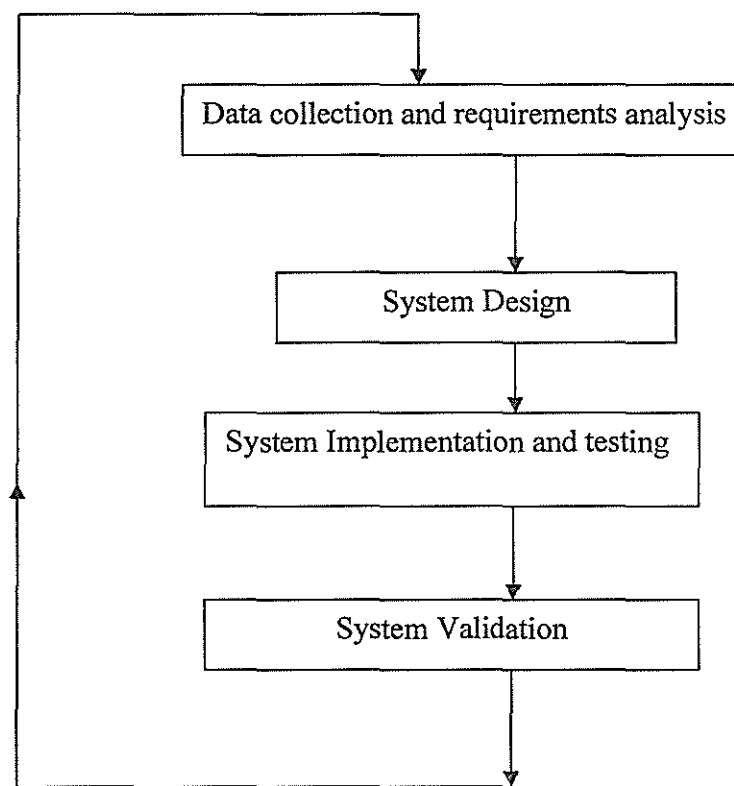 Data collection and requirements analysis
System Design
System Implementation and testing
System Validation